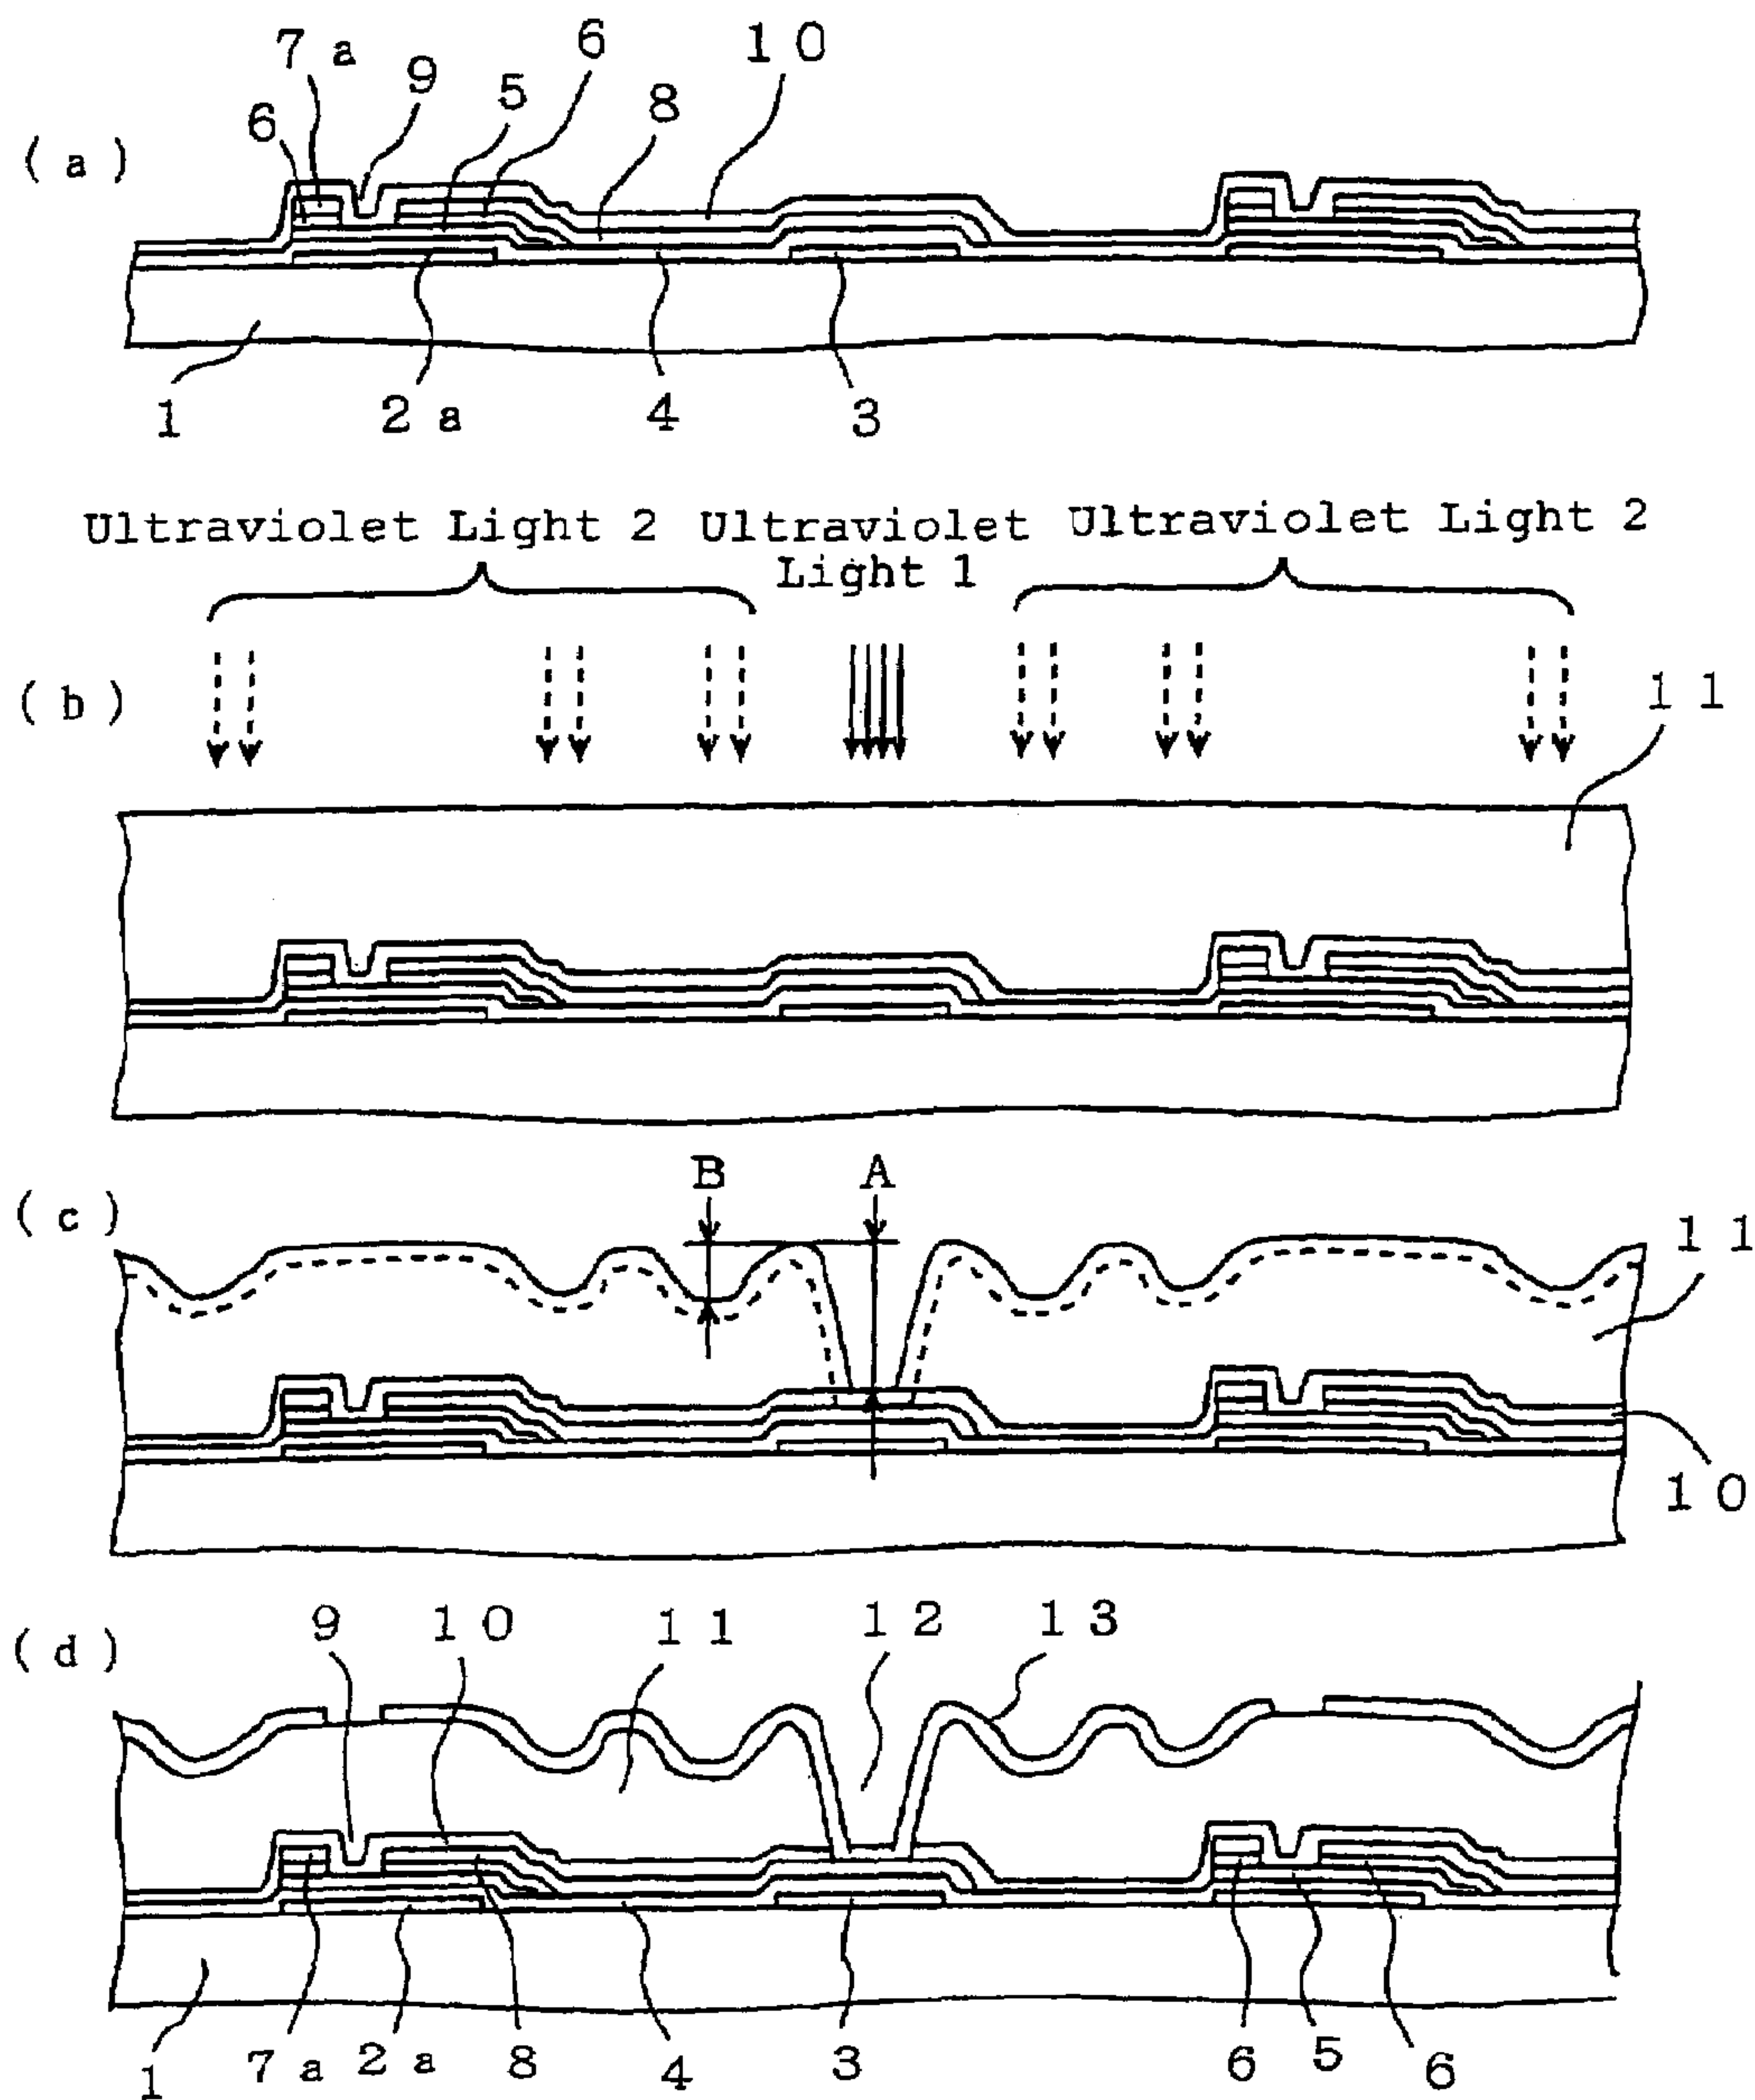 (a)
7a 9 5 6 10
6 8
1 2a 4 3
Ultraviolet Light 2 Ultraviolet Light 1 Ultraviolet Light 2
(b)
11
B A
(c)
11
10
(d)
9 10 11 12 13
1 7a 2a 8 4 3 6 5 6